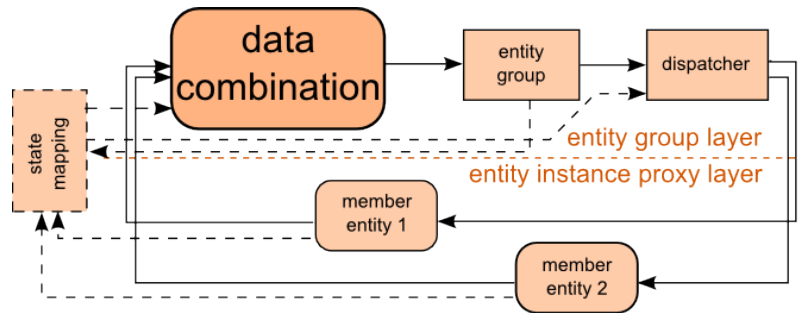 data
combination
entity
group
dispatcher
state
mapping
entity group layer
entity instance proxy layer
member
entity 1
member
entity 2